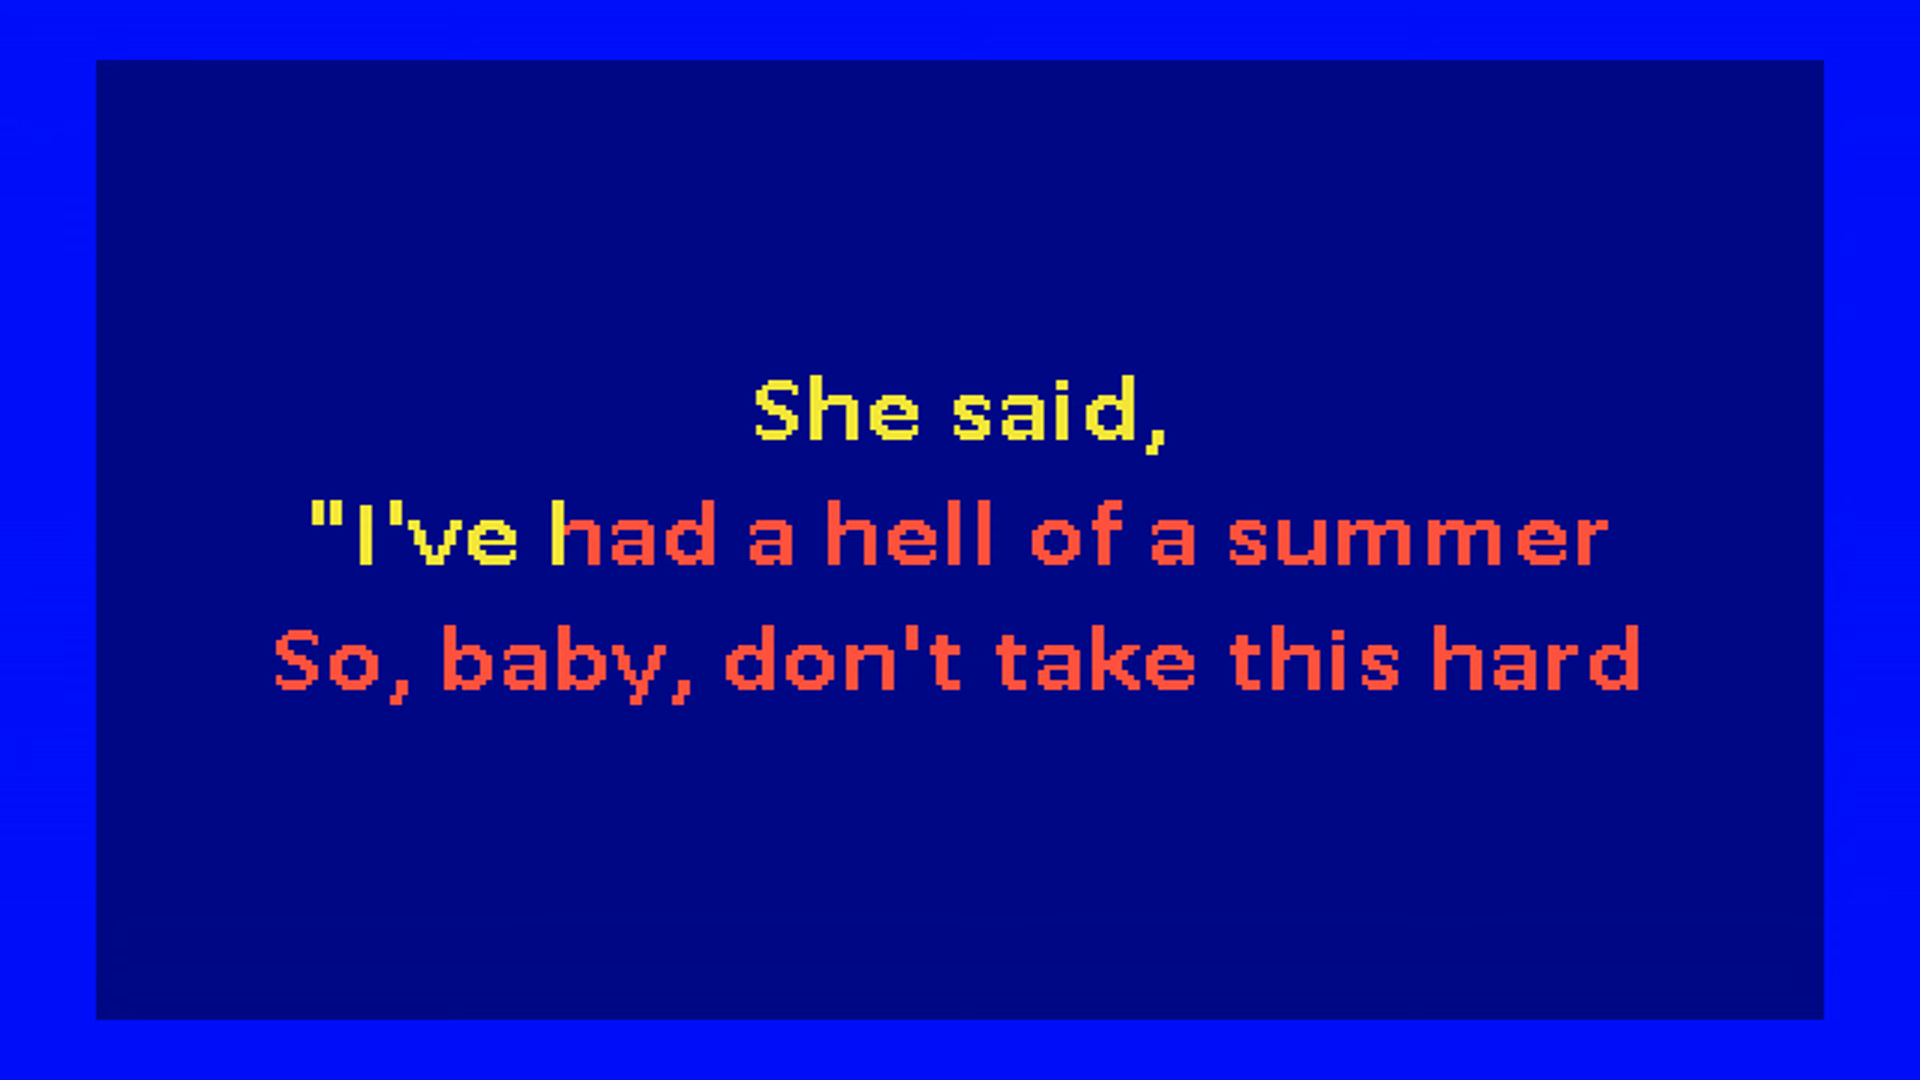 She said,
"I've had a hell of a summer
So, baby, don't take this hard